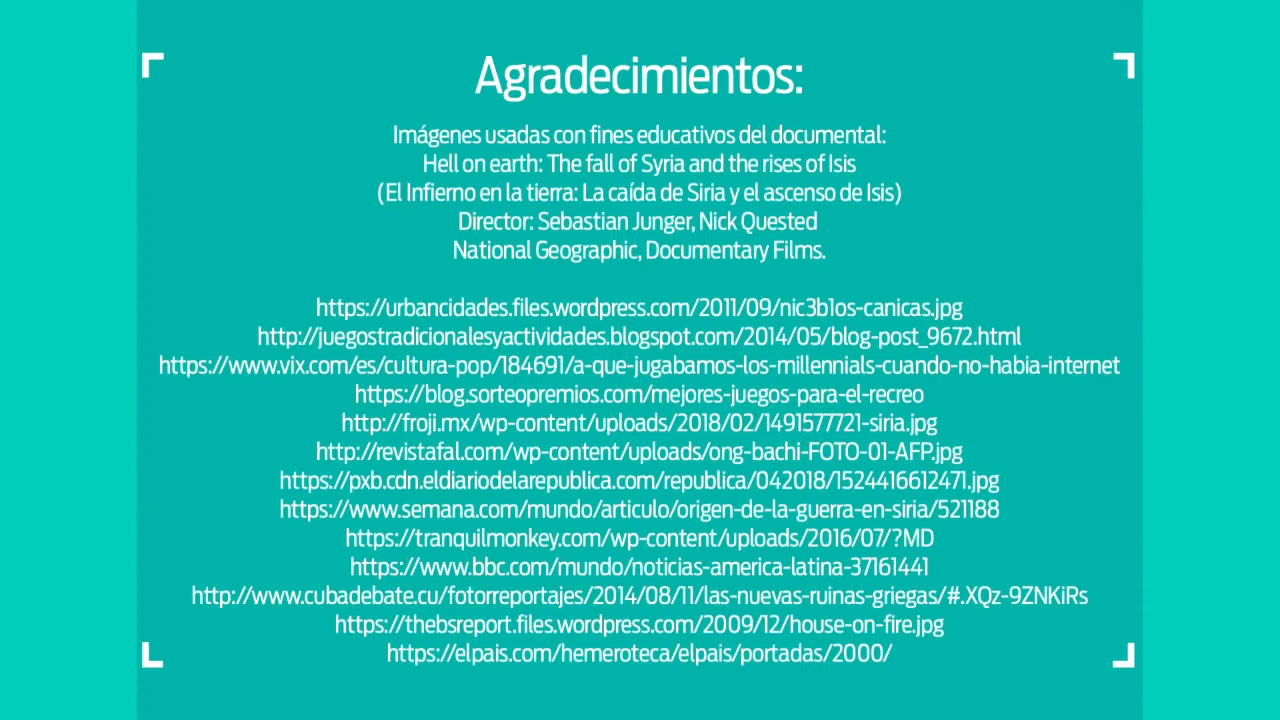 Agradecimientos:
Imágenes usadas con fines educativos del documental:
Hell on earth: The fall of Syria and the rises of Isis
(El Infierno en la tierra: La caída de Siria y el ascenso de Isis)
Director: Sebastian Junger, Nick Quested
National Geographic, Documentary Films.
https://urbancidades.files.wordpress.com/2011/09/nic3b1os-canicas.jpg
http://juegostradicionalesyactividades.blogspot.com/2014/05/blog-post_9672.html
https://www.vix.com/es/cultura-pop/184691/a-que-jugabamos-los-millennials-cuando-no-habia-internet
https://blog.sorteopremios.com/mejores-juegos-para-el-recreo
http://froji.mx/wp-content/uploads/2018/02/1491577721-siria.jpg
http://revistafal.com/wp-content/uploads/ong-bachi-FOTO-01-AFP.jpg
https://pxb.cdn.eldiariodelarepublica.com/republica/042018/1524416612471.jpg
https://www.semana.com/mundo/articulo/origen-de-la-guerra-en-siria/521188
https://tranquilmonkey.com/wp-content/uploads/2016/07/?MD
https://www.bbc.com/mundo/noticias-america-latina-37161441
http://www.cubadebate.cu/fotorreportajes/2014/08/11/las-nuevas-ruinas-griegas/#.XQz-9ZNKiRs
https://thebsreport.files.wordpress.com/2009/12/house-on-fire.jpg
https://elpais.com/hemeroteca/elpais/portadas/2000/